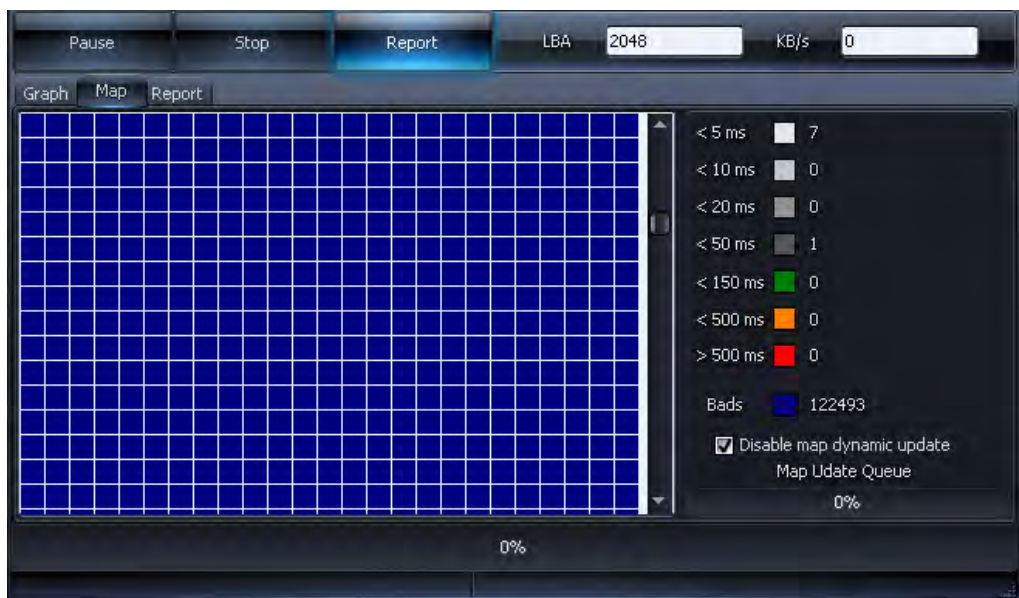 Pause Stop Report LBA 2048 KB/s 0
Graph Map Report
< 5 ms 7
< 10 ms 0
< 20 ms 0
< 50 ms 1
< 150 ms 0
< 500 ms 0
> 500 ms 0
Bads 122493
Disable map dynamic update
Map Udate Queue
0%
0%